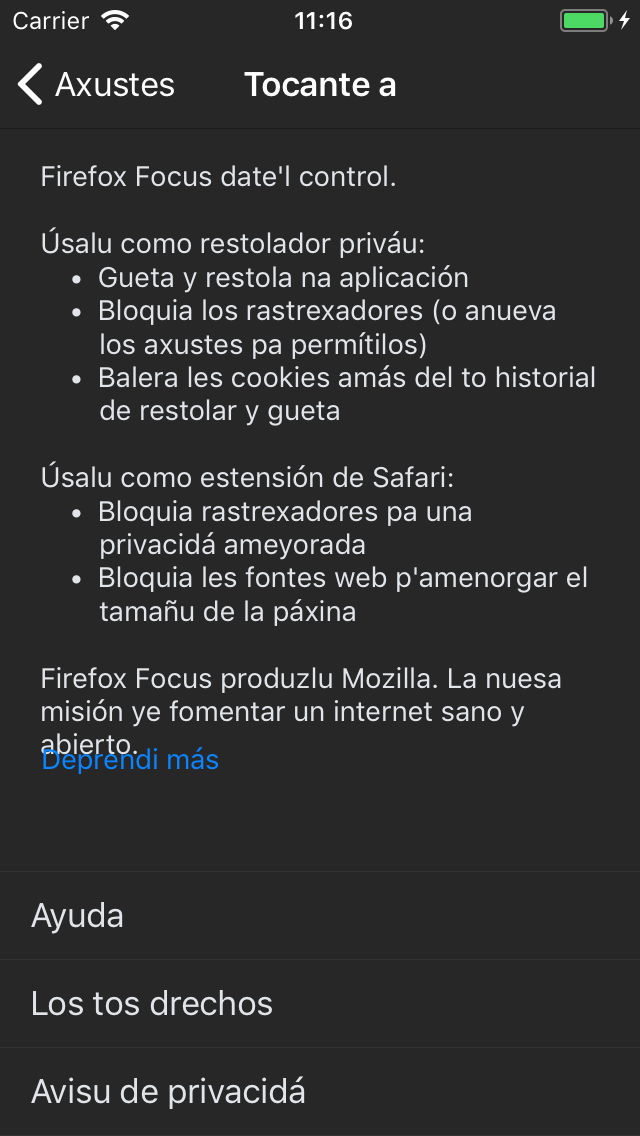 Carrier 11:16
Axustes Tocante a
Firefox Focus date'l control.
Úsalu como restolador priváu:
• Gueta y restola na aplicación
• Bloquia los rastrexadores (o anueva
los axustes pa permítilos)
• Balera les cookies amás del to historial
de restolar y gueta
Úsalu como estensión de Safari:
• Bloquia rastrexadores pa una
privacidá ameyorada
• Bloquia les fontes web p'amenorgar el
tamañu de la páxina
Firefox Focus produzlu Mozilla. La nuesa
misión ye fomentar un internet sano y
abierto.
Deprendi más
Ayuda
Los tos drechos
Avisu de privacidá